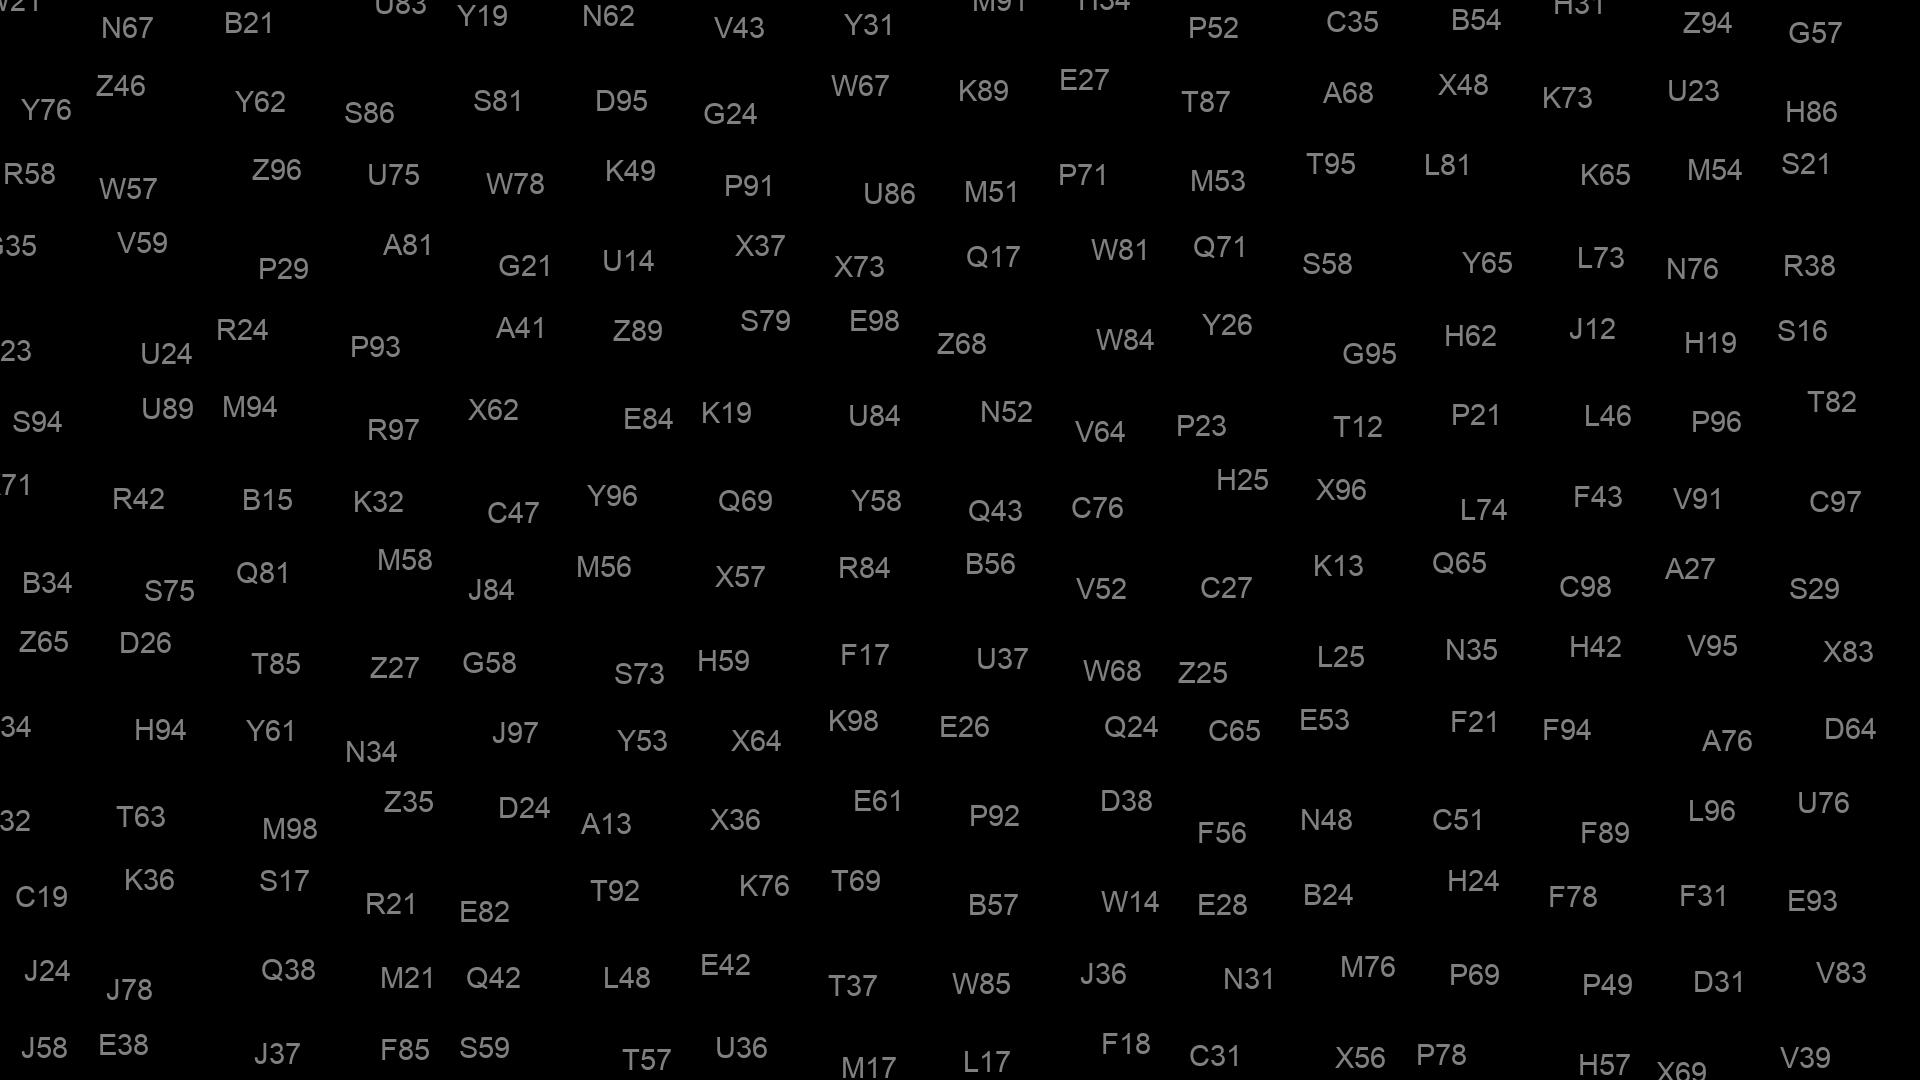 N67 B21 U83 Y19 N62 V43 Y31 M91 H34 P52 C35 B54 H31 Z94 G57
Y76 Z46 Y62 S86 S81 D95 G24 W67 K89 E27 T87 A68 X48 K73 U23 H86
R58 W57 Z96 U75 W78 K49 P91 U86 M51 P71 M53 T95 L81 K65 M54 S21
V59 P29 A81 G21 U14 X37 X73 Q17 W81 Q71 S58 Y65 L73 N76 R38
23 U24 R24 P93 A41 Z89 S79 E98 Z68 W84 Y26 G95 H62 J12 H19 S16
S94 U89 M94 R97 X62 E84 K19 U84 N52 V64 P23 T12 P21 L46 P96 T82
71 R42 B15 K32 C47 Y96 Q69 Y58 Q43 C76 H25 X96 L74 F43 V91 C97
B34 S75 Q81 M58 J84 M56 X57 R84 B56 V52 C27 K13 Q65 C98 A27 S29
Z65 D26 T85 Z27 G58 S73 H59 F17 U37 W68 Z25 L25 N35 H42 V95 X83
34 H94 Y61 N34 J97 Y53 X64 K98 E26 Q24 C65 E53 F21 F94 A76 D64
32 T63 M98 Z35 D24 A13 X36 E61 P92 D38 F56 N48 C51 F89 L96 U76
C19 K36 S17 R21 E82 T92 K76 T69 B57 W14 E28 B24 H24 F78 F31 E93
J24 J78 Q38 M21 Q42 L48 E42 T37 W85 J36 N31 M76 P69 P49 D31 V83
J58 E38 J37 F85 S59 T57 U36 M17 L17 F18 C31 X56 P78 H57 X69 V39